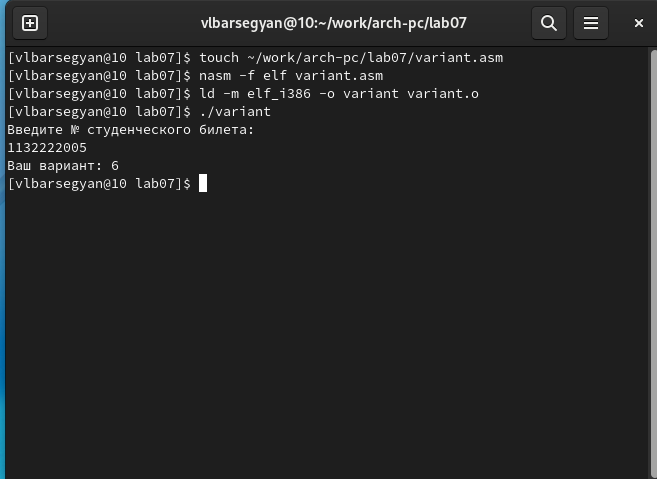 vlbarsegyan@10:~/work/arch-pc/lab07
[vlbarsegyan@10 lab07]$ touch ~/work/arch-pc/lab07/variant.asm
[vlbarsegyan@10 lab07]$ nasm -f elf variant.asm
[vlbarsegyan@10 lab07]$ ld -m elf_i386 -o variant variant.o
[vlbarsegyan@10 lab07]$ ./variant
Введите № студенческого билета:
1132222005
Ваш вариант: 6
[vlbarsegyan@10 lab07]$